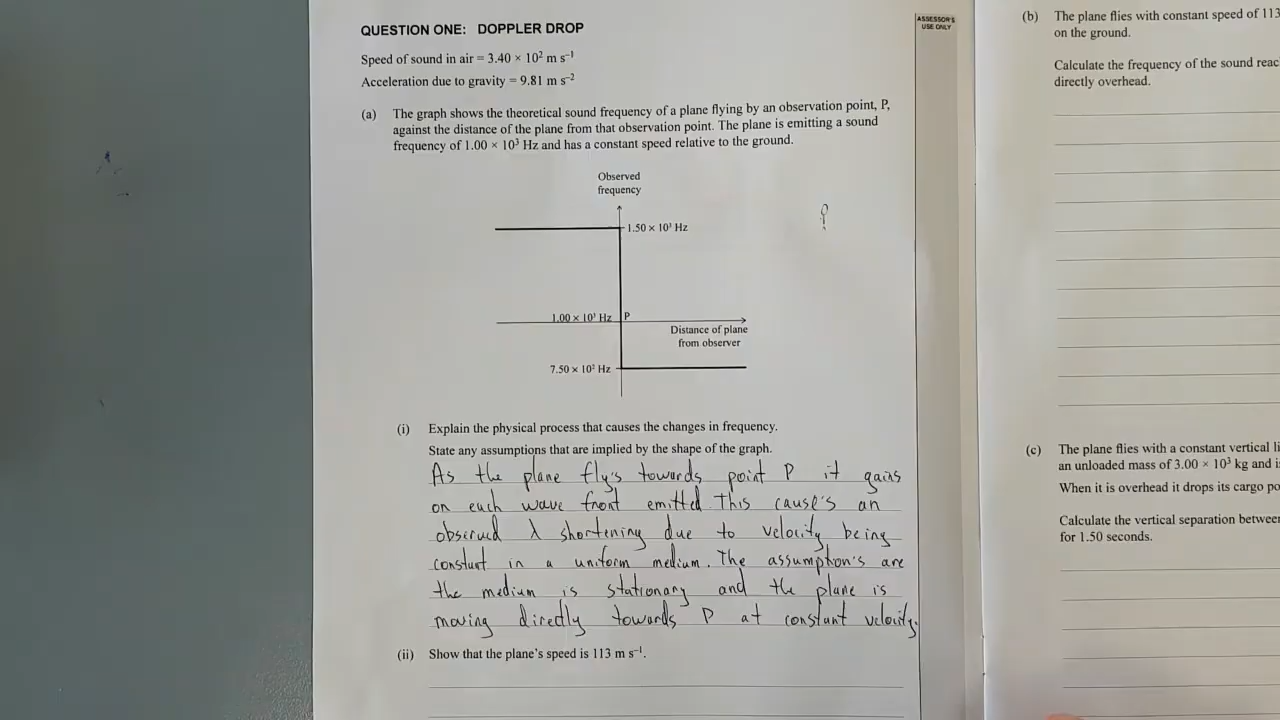 QUESTION ONE: DOPPLER DROP
ASSESSOR'S
USE ONLY
Speed of sound in air = 3.40 × 10² m s⁻¹
Acceleration due to gravity = 9.81 m s⁻²
(a) The graph shows the theoretical sound frequency of a plane flying by an observation point, P,
against the distance of the plane from that observation point. The plane is emitting a sound
frequency of 1.00 × 10³ Hz and has a constant speed relative to the ground.
Observed
frequency
1.50 × 10³ Hz
?
1.00 × 10³ Hz
P
Distance of plane
from observer
7.50 × 10² Hz
(i) Explain the physical process that causes the changes in frequency.
State any assumptions that are implied by the shape of the graph.
As the plane fly's towards point P it gains
on each wave front emitted. This cause's an
observed λ shortening due to velocity being
constant in a uniform medium. The assumption's are
the medium is stationary and the plane is
moving directly towards P at constant velocity.
(ii) Show that the plane's speed is 113 m s⁻¹.
(b) The plane flies with constant speed of 113
on the ground.
Calculate the frequency of the sound reac
directly overhead.
(c) The plane flies with a constant vertical li
an unloaded mass of 3.00 × 10³ kg and i
When it is overhead it drops its cargo po
Calculate the vertical separation betwee
for 1.50 seconds.